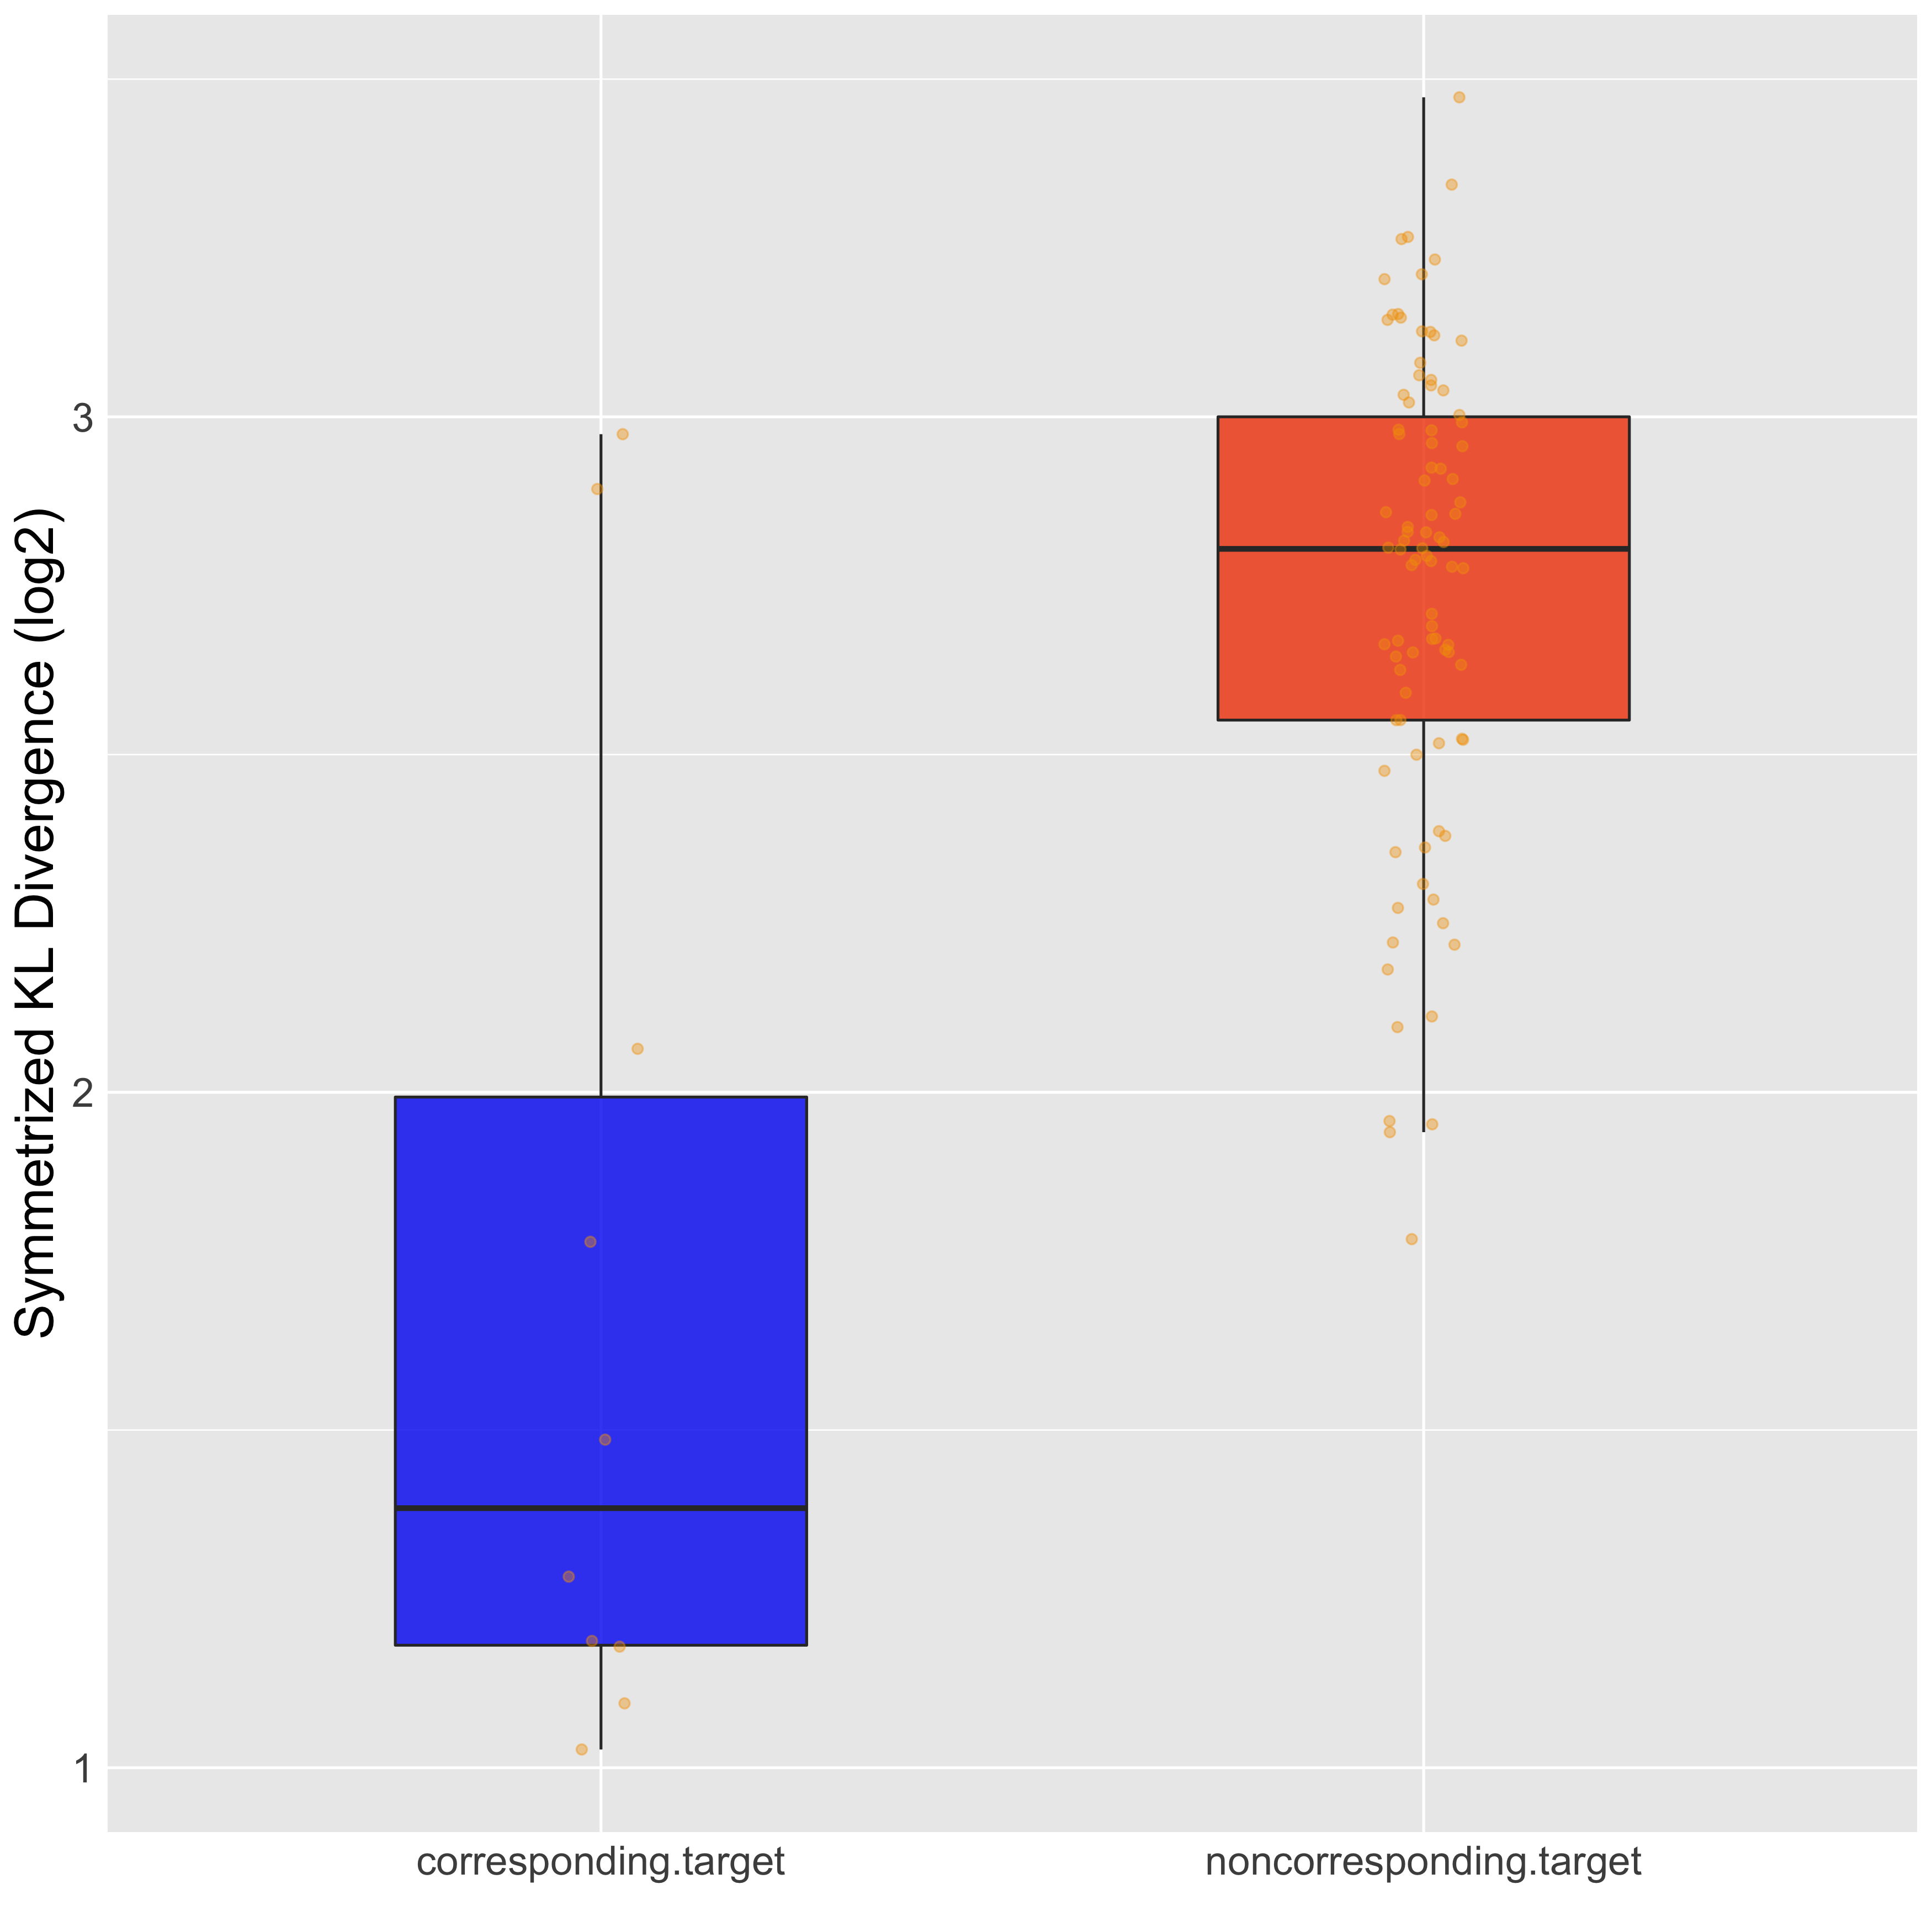 Symmetrized KL Divergence (log2)
3
2
1
corresponding.target noncorresponding.target